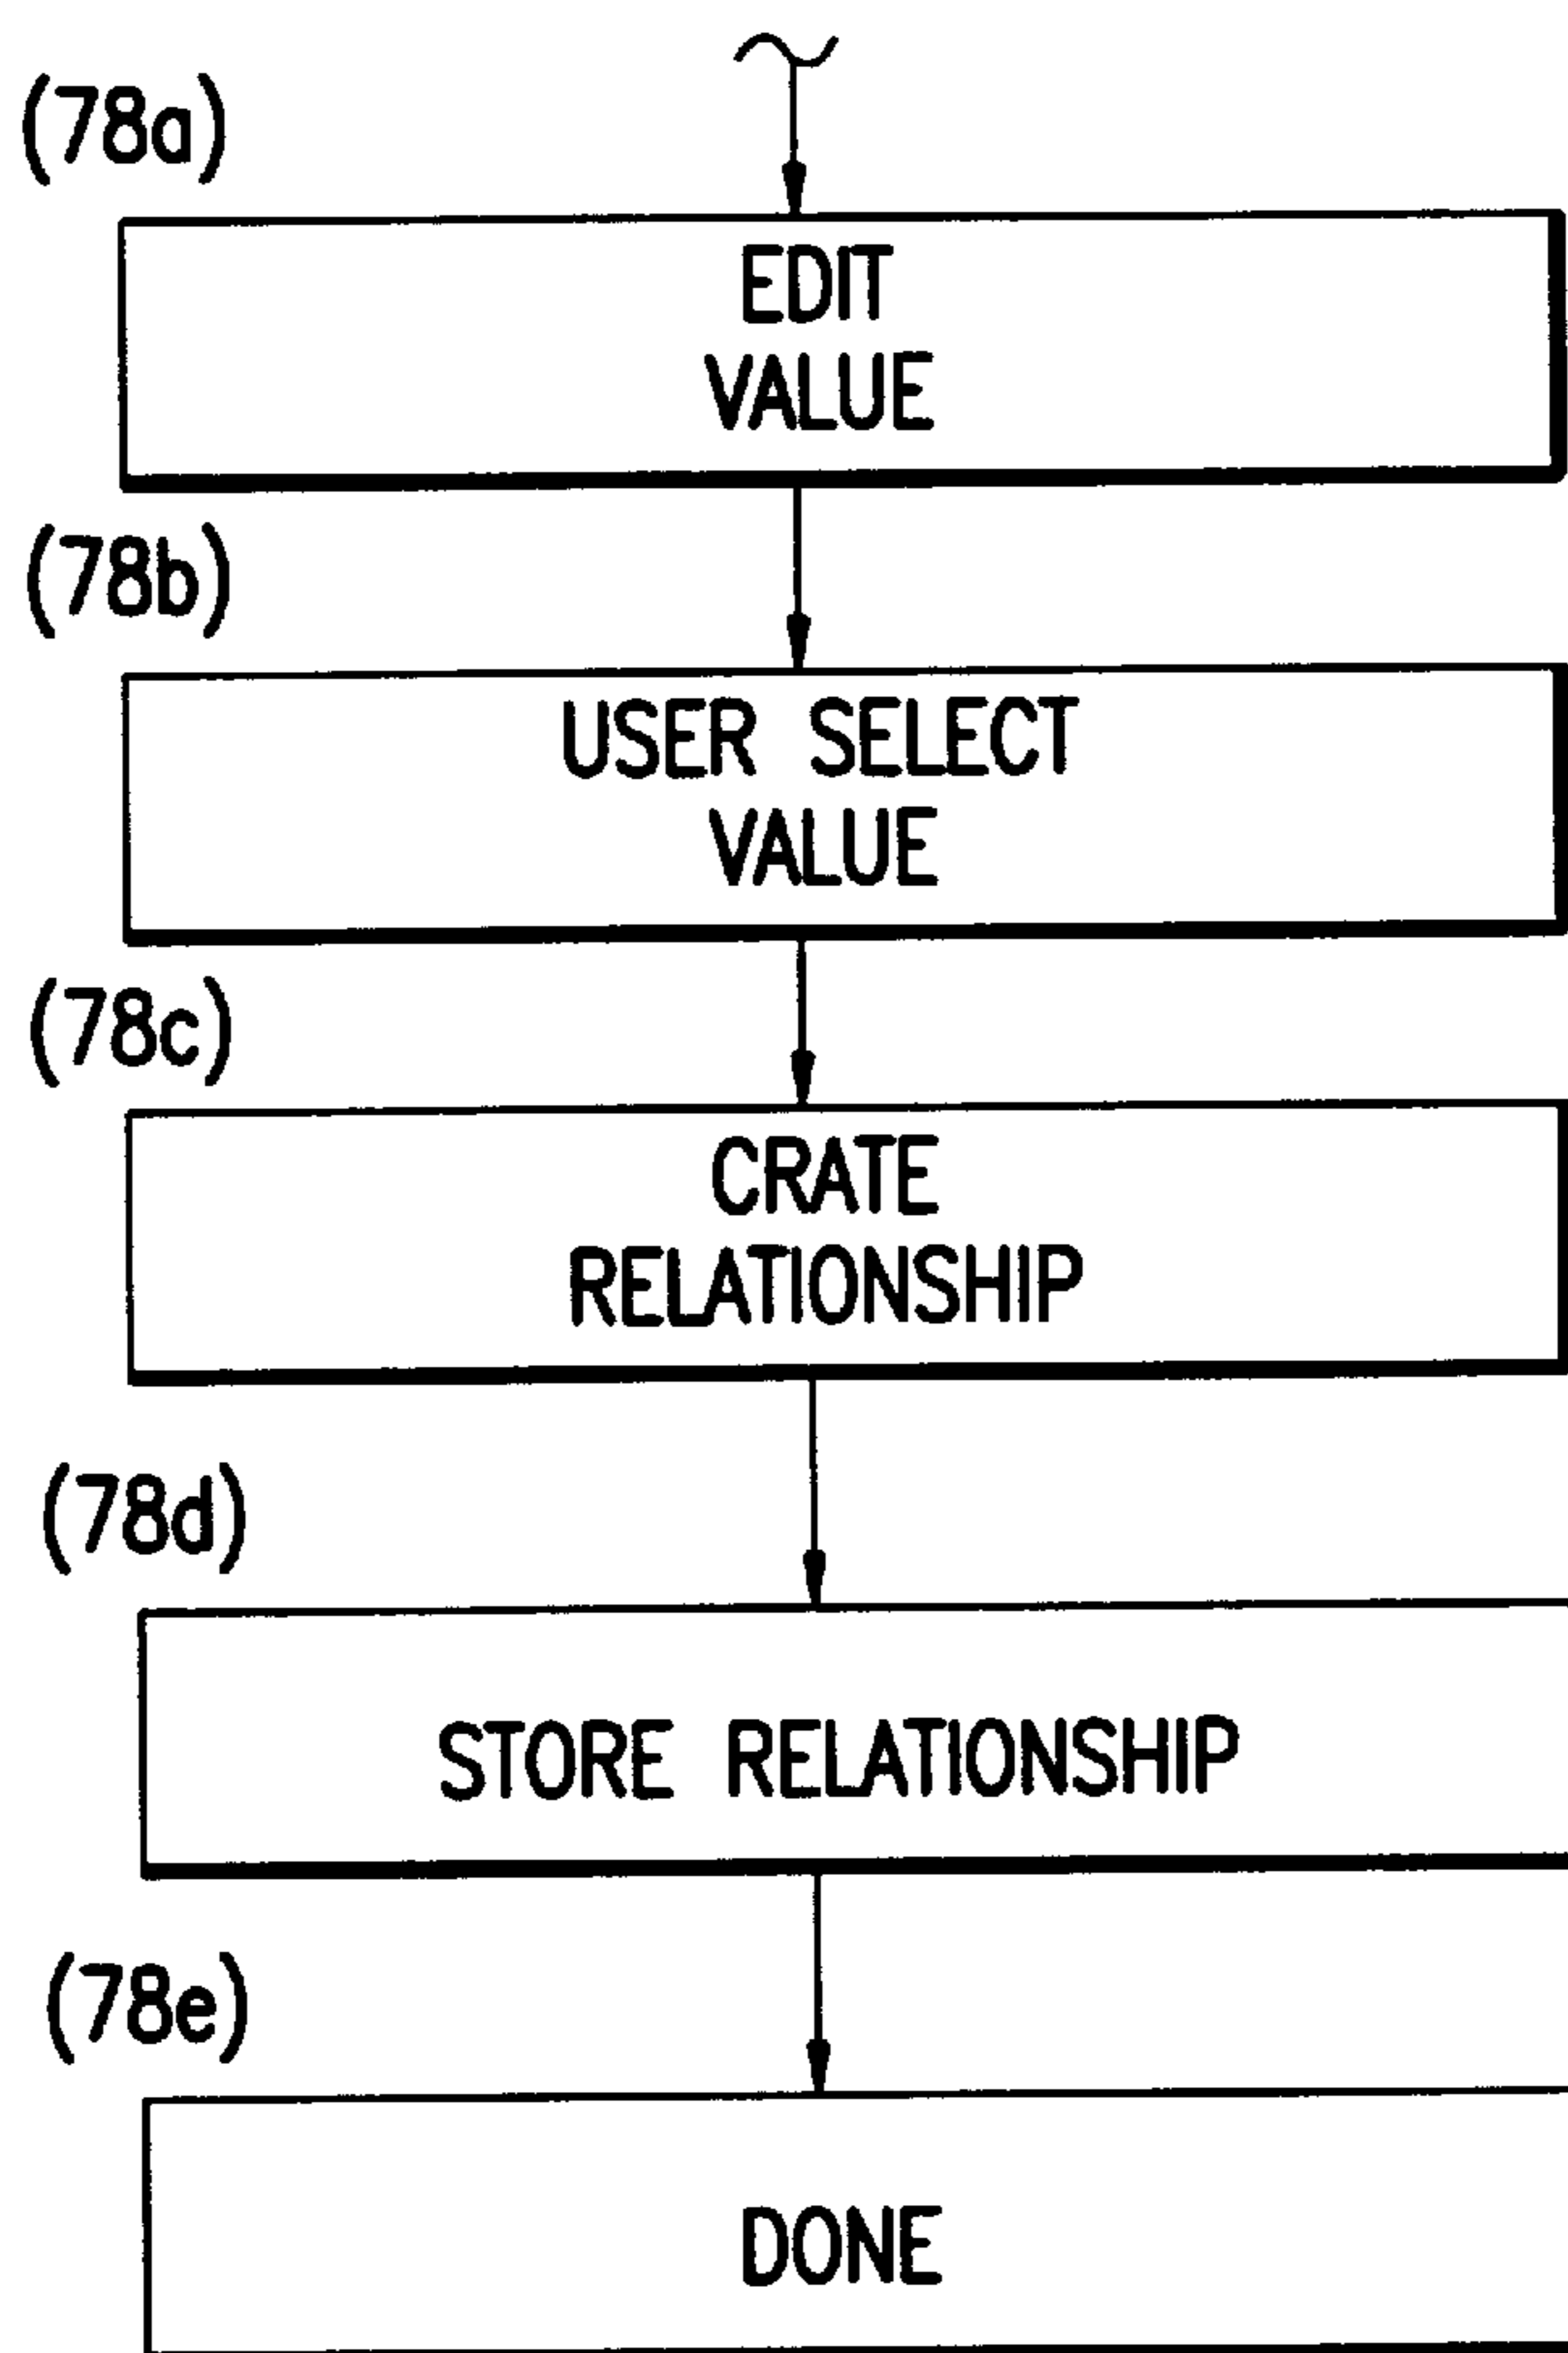 (78a)
EDIT
VALUE
(78b)
USER SELECT
VALUE
(78c)
CRATE
RELATIONSHIP
(78d)
STORE RELATIONSHIP
(78e)
DONE